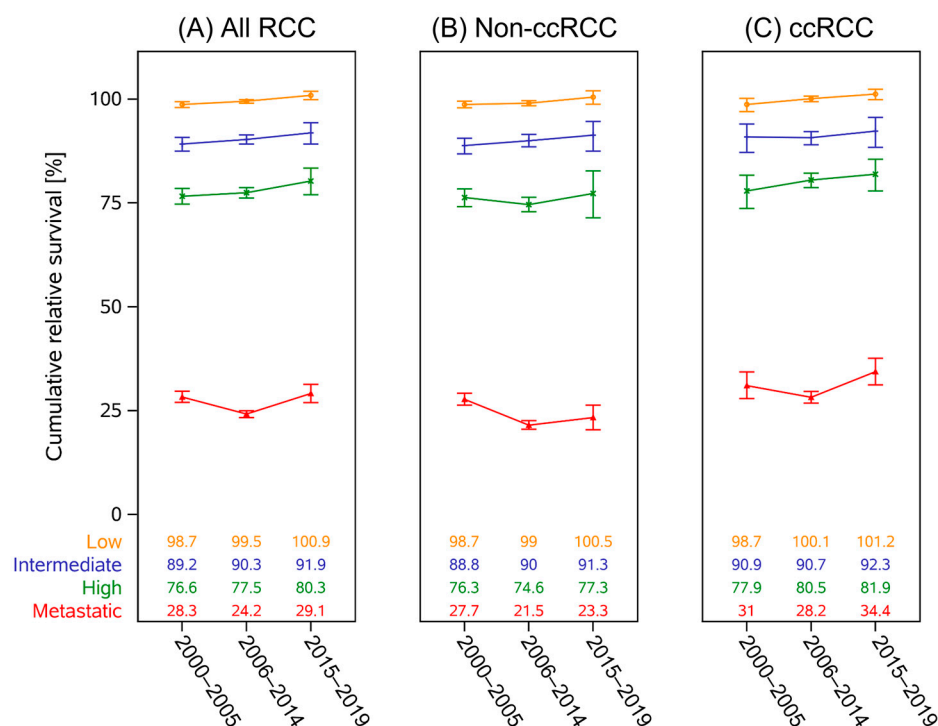 (A) All RCC (B) Non-ccRCC (C) ccRCC
Cumulative relative survival [%]
100
75
50
25
0
Low 98.7 99.5 100.9 98.7 99 100.5 98.7 100.1 101.2
Intermediate 89.2 90.3 91.9 88.8 90 91.3 90.9 90.7 92.3
High 76.6 77.5 80.3 76.3 74.6 77.3 77.9 80.5 81.9
Metastatic 28.3 24.2 29.1 27.7 21.5 23.3 31 28.2 34.4
2000–2005 2006–2014 2015–2019 2000–2005 2006–2014 2015–2019 2000–2005 2006–2014 2015–2019